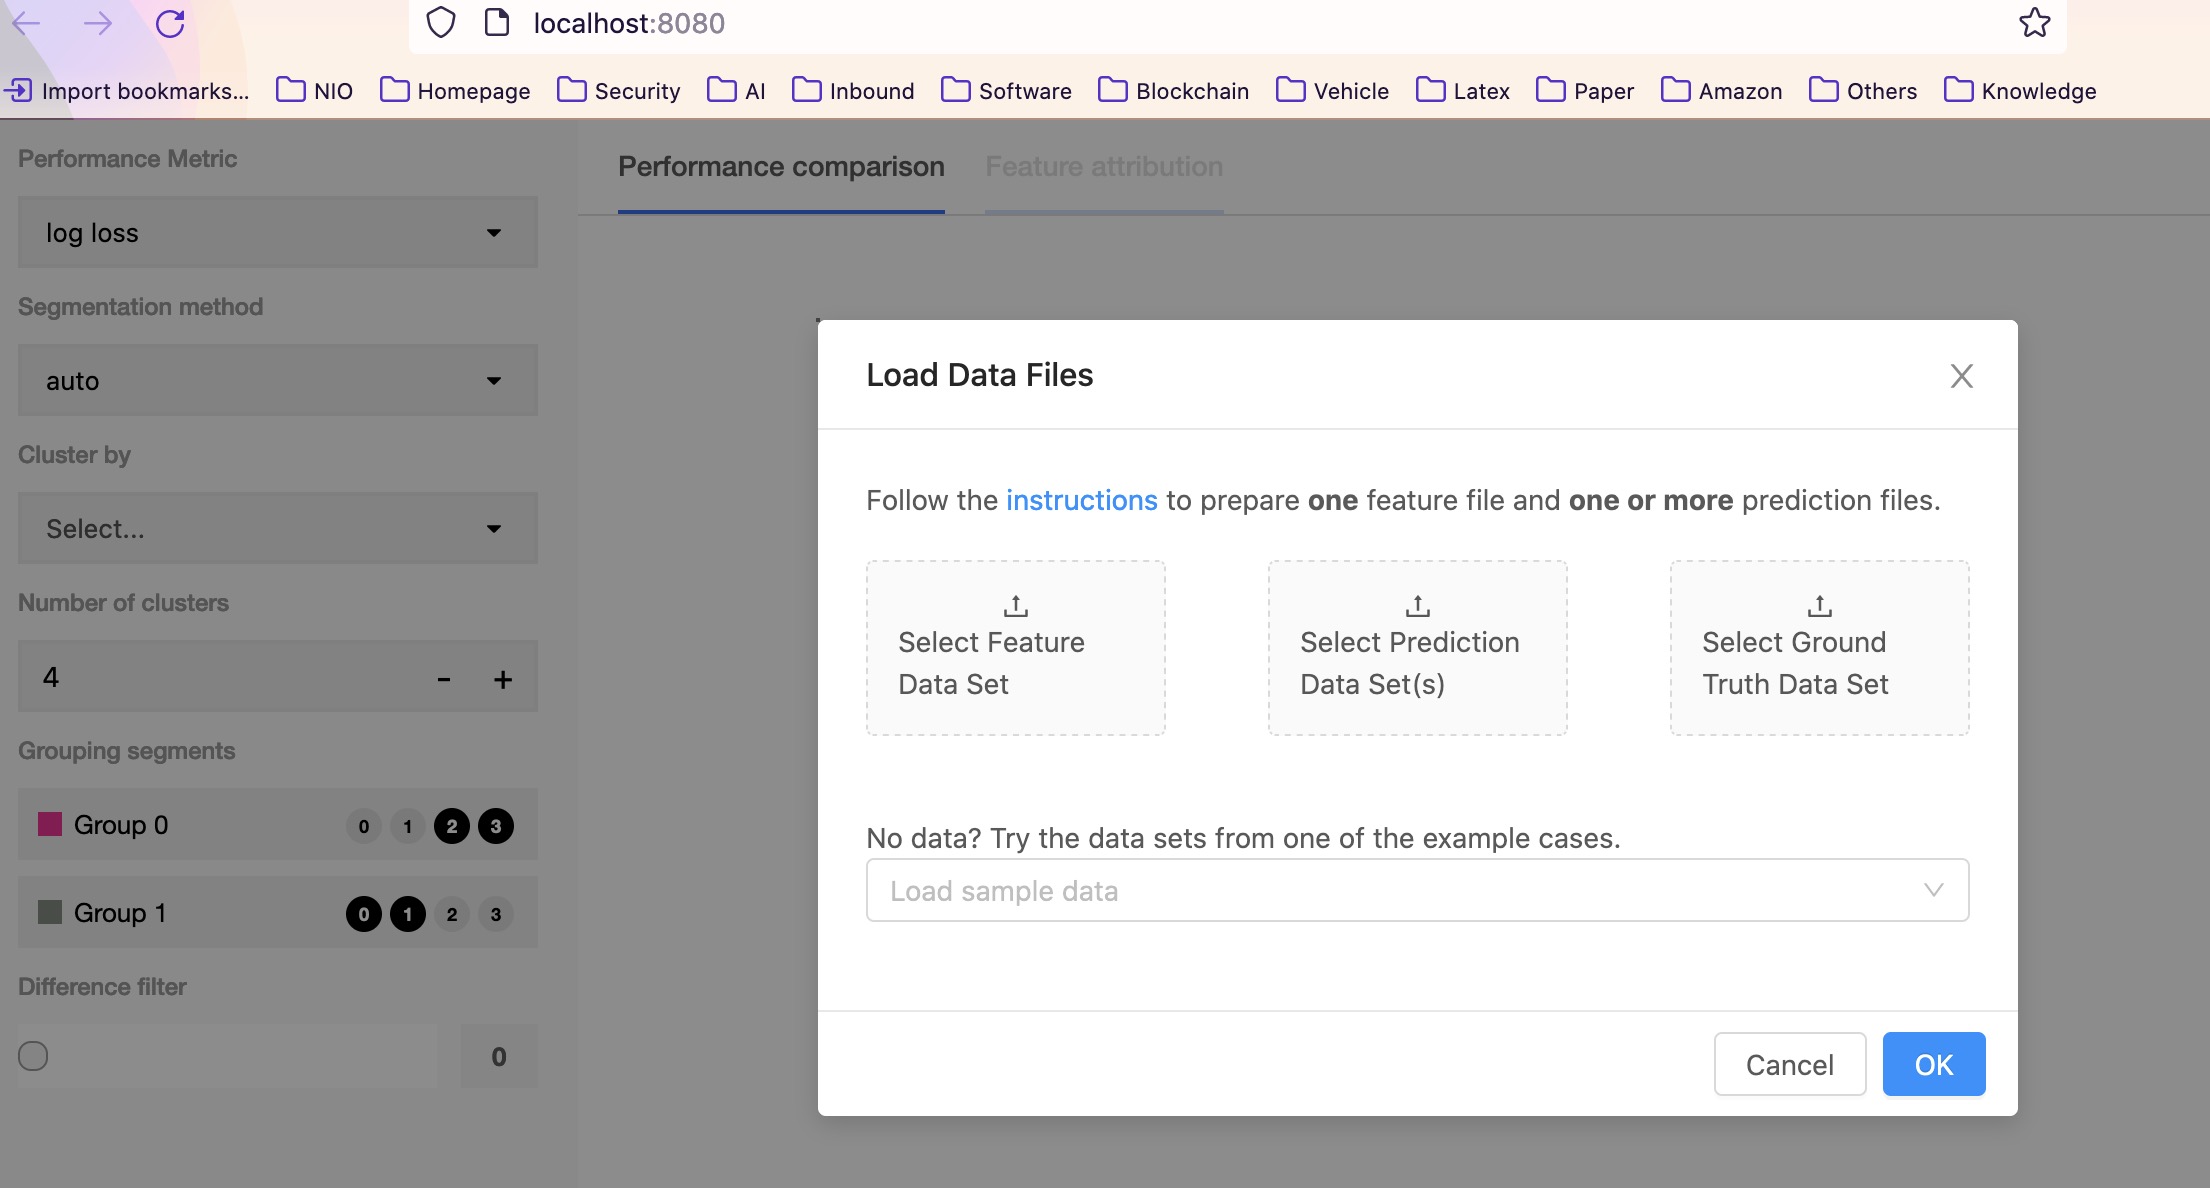 localhost:8080
Import bookmarks... NIO Homepage Security AI Inbound Software Blockchain Vehicle Latex Paper Amazon Others Knowledge
Performance Metric
log loss
Segmentation method
auto
Cluster by
Select...
Number of clusters
4 - +
Grouping segments
Group 0 0 1 2 3
Group 1 0 1 2 3
Difference filter
0
Performance comparison Feature attribution
Load Data Files
Follow the instructions to prepare one feature file and one or more prediction files.
Select Feature
Data Set
Select Prediction
Data Set(s)
Select Ground
Truth Data Set
No data? Try the data sets from one of the example cases.
Load sample data
Cancel OK